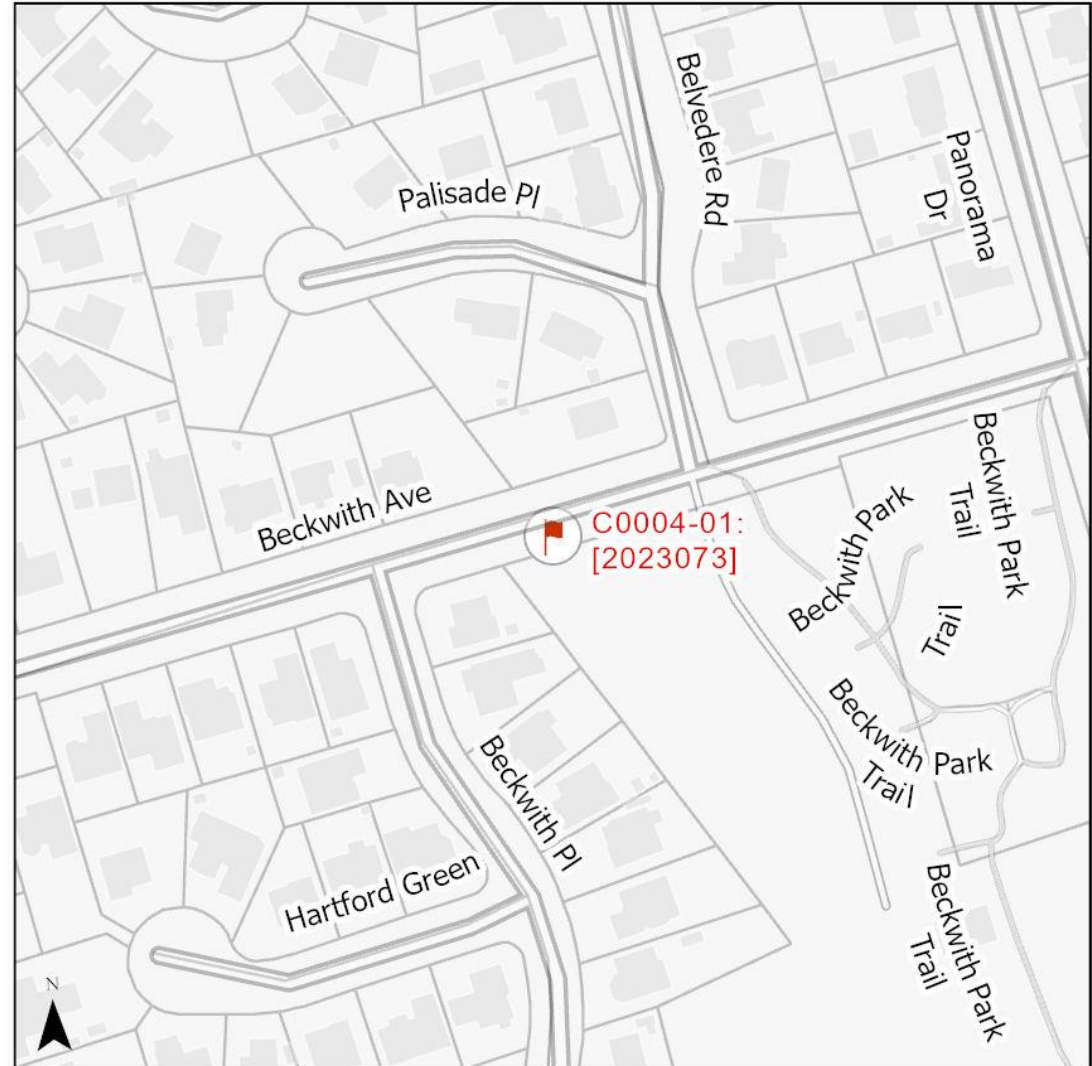 Belvedere Rd
Panorama
Dr
Palisade Pl
Beckwith Ave
C0004-01:
[2023073]
Beckwith Park
Trail
Beckwith Park
Trail
Beckwith Park
Trail
Beckwith Pl
Hartford Green
Beckwith Park
Trail
N